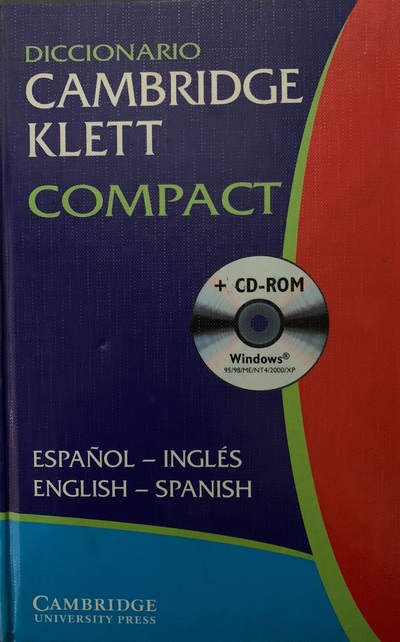 DICCIONARIO
CAMBRIDGE
KLETT
COMPACT
+ CD-ROM
Windows®
95/98/ME/NT4/2000/XP
ESPAÑOL – INGLÉS
ENGLISH – SPANISH
CAMBRIDGE
UNIVERSITY PRESS